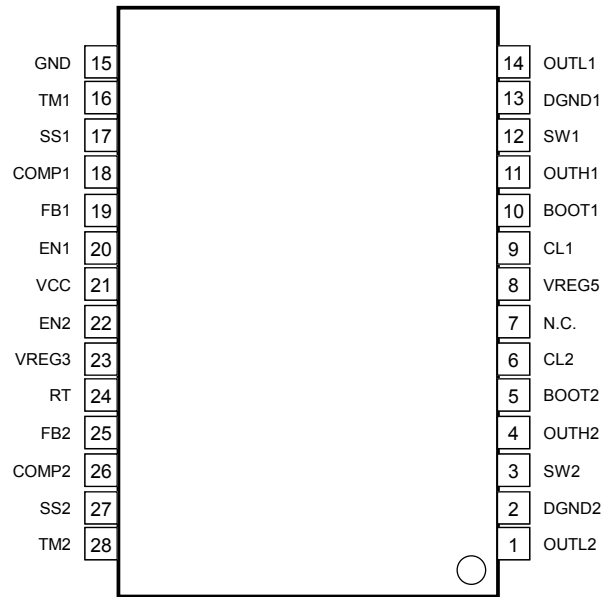 GND 15 14 OUTL1
TM1 16 13 DGND1
SS1 17 12 SW1
COMP1 18 11 OUTH1
FB1 19 10 BOOT1
EN1 20 9 CL1
VCC 21 8 VREG5
EN2 22 7 N.C.
VREG3 23 6 CL2
RT 24 5 BOOT2
FB2 25 4 OUTH2
COMP2 26 3 SW2
SS2 27 2 DGND2
TM2 28 1 OUTL2